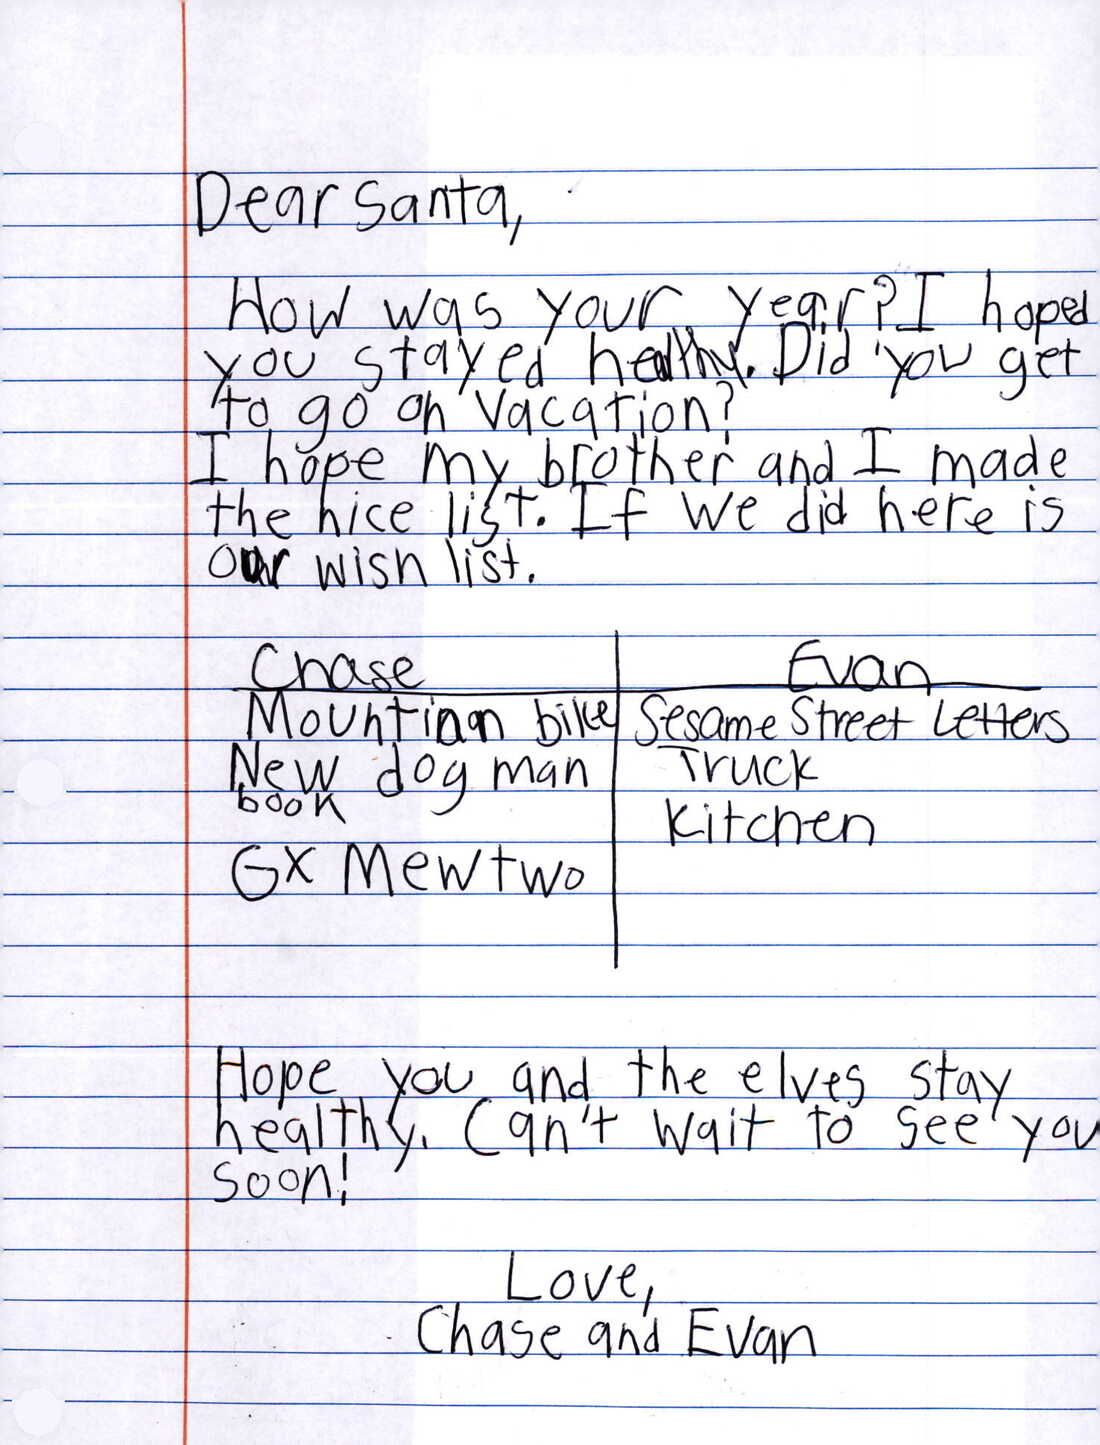 Dear Santa,
How was your year? I hoped
you stayed healthy. Did you get
to go on vacation?
I hope my brother and I made
the nice list. If we did here is
our wish list.
Chase Evan
Mountinan bike Sesame Street Letters
New dog man Truck
book Kitchen
GX Mewtwo
Hope you and the elves stay
healthy. Can't wait to see you
soon!
Love,
Chase and Evan